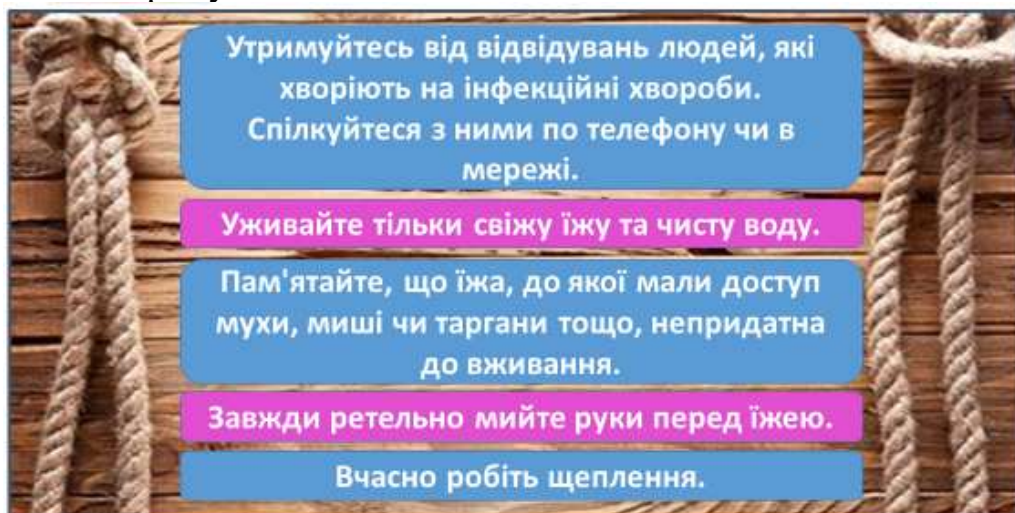 Утримуйтесь від відвідувань людей, які
хворіють на інфекційні хвороби.
Спілкуйтеся з ними по телефону чи в
мережі.
Уживайте тільки свіжу їжу та чисту воду.
Пам'ятайте, що їжа, до якої мали доступ
мухи, миші чи таргани тощо, непридатна
до вживання.
Завжди ретельно мийте руки перед їжею.
Вчасно робіть щеплення.